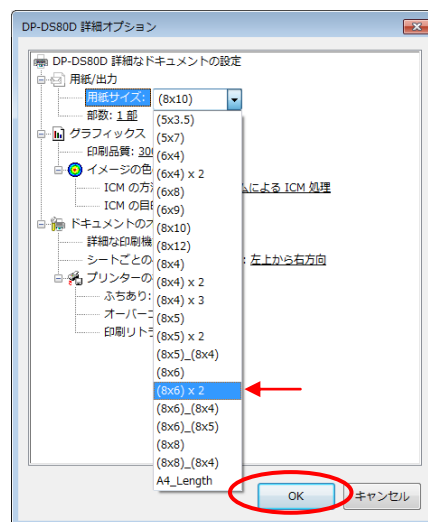 DP-DS80D 詳細オプション
DP-DS80D 詳細なドキュメントの設定
用紙/出力
用紙サイズ: (8x10)
部数: 1 部
(5x3.5)
グラフィックス
(5x7)
印刷品質: 30
(6x4)
イメージの色
(6x4) x 2
ICM の方
(6x8)
ムによる ICM 処理
ICM の目
(6x9)
ドキュメントの
(8x10)
詳細な印刷機
(8x12)
シートごとの
(8x4)
: 左上から右方向
プリンターの
(8x4) x 2
ふちあり:
(8x4) x 3
オーバー
(8x5)
印刷リトラ
(8x5) x 2
(8x5)_(8x4)
(8x6)
(8x6) x 2
(8x6)_(8x4)
(8x6)_(8x5)
(8x8)
(8x8)_(8x4)
A4_Length
OK
キャンセル